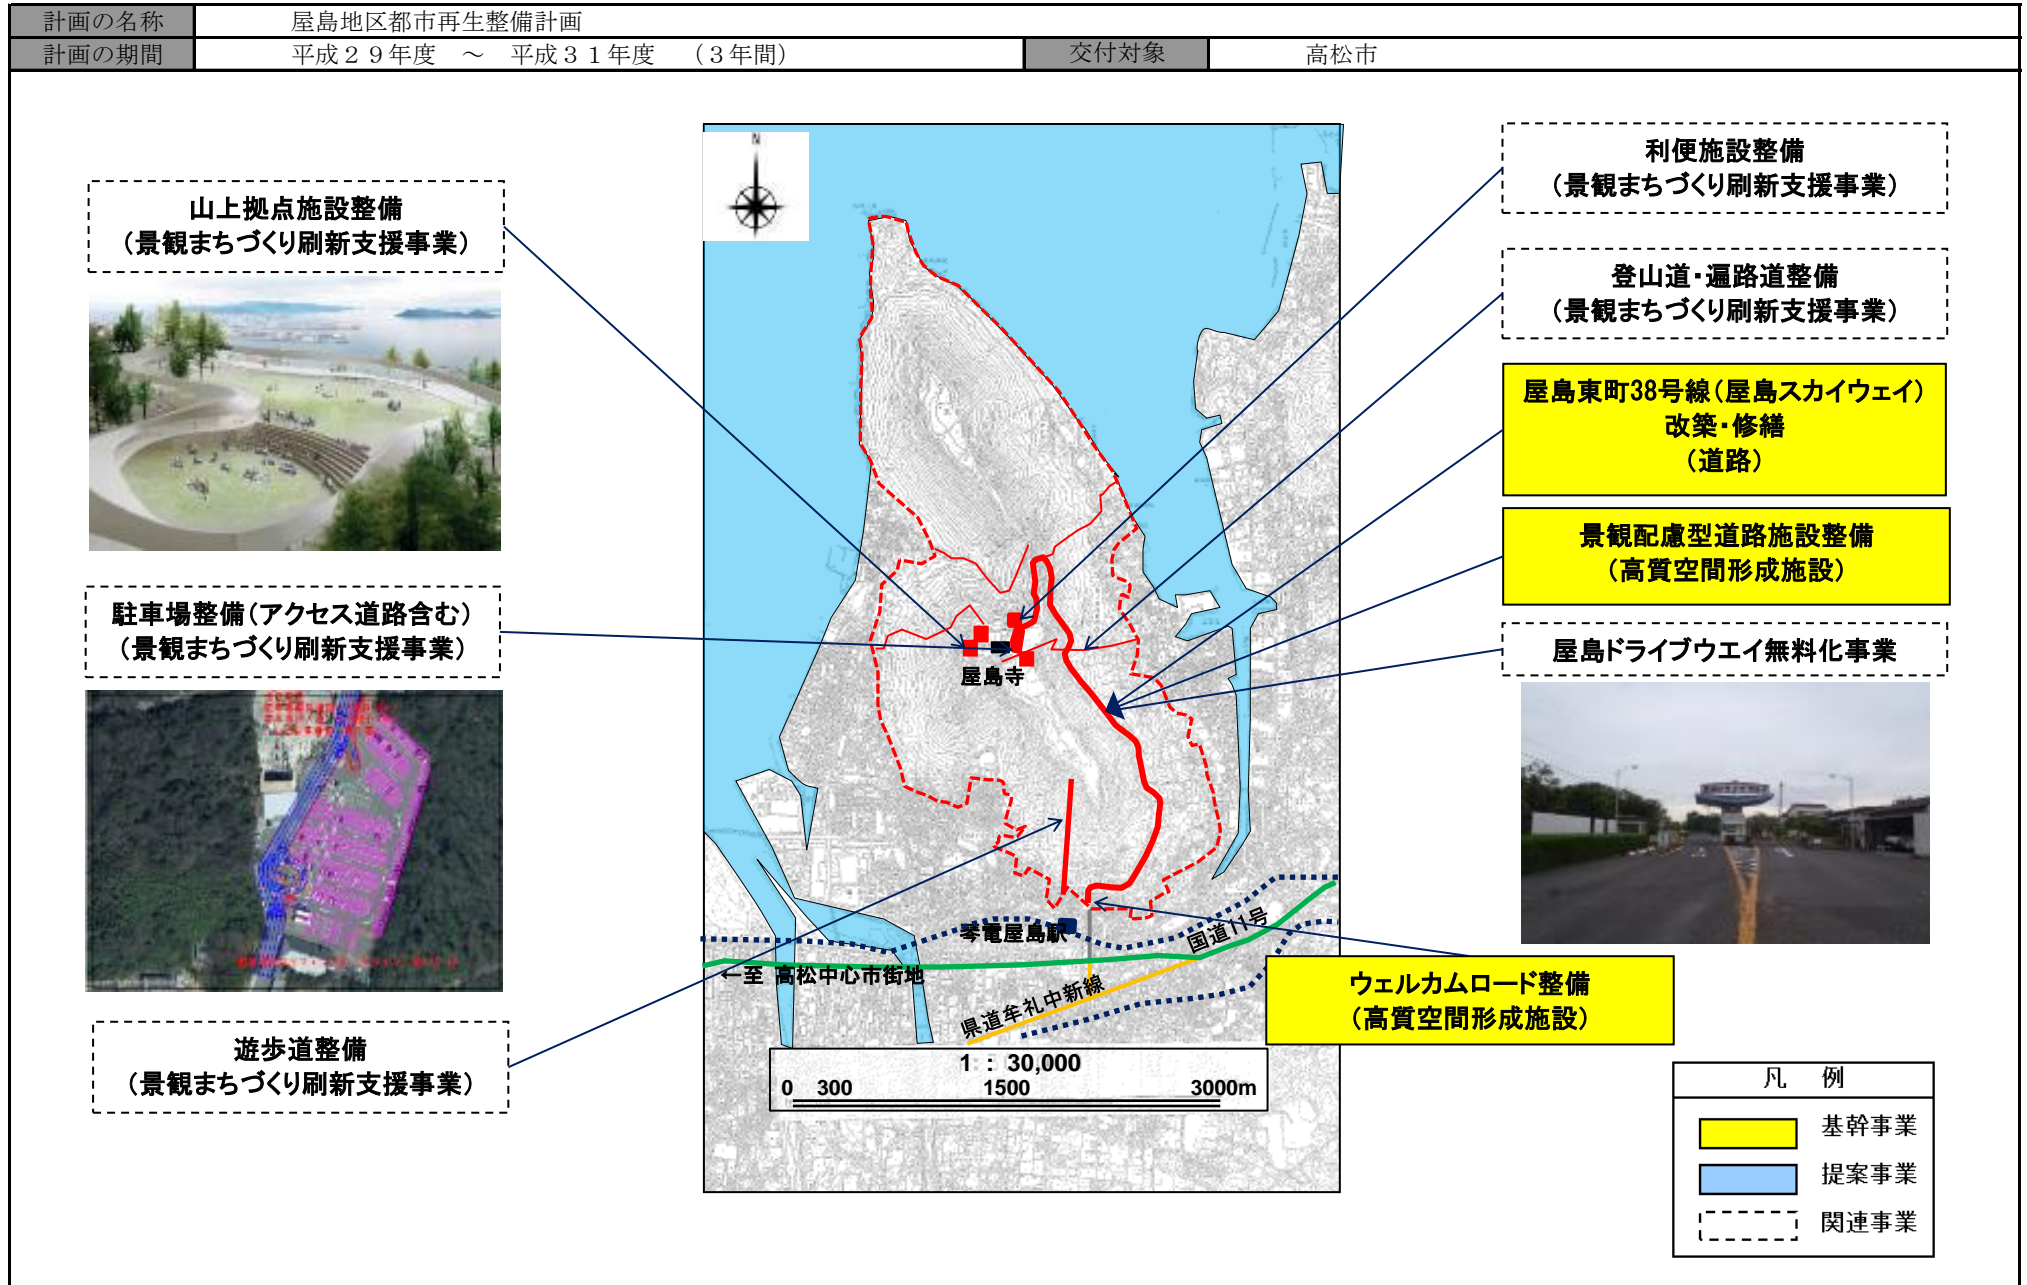 計画の名称 屋島地区都市再生整備計画
計画の期間 平成29年度 ~ 平成31年度 (3年間) 交付対象 高松市
山上拠点施設整備
(景観まちづくり刷新支援事業)
駐車場整備(アクセス道路含む)
(景観まちづくり刷新支援事業)
遊歩道整備
(景観まちづくり刷新支援事業)
N
屋島寺
琴電屋島駅
国道11号
←至 高松中心市街地
県道牟礼中新線
1 : 30,000
0 300 1500 3000m
利便施設整備
(景観まちづくり刷新支援事業)
登山道・遍路道整備
(景観まちづくり刷新支援事業)
屋島東町38号線(屋島スカイウェイ)
改築・修繕
(道路)
景観配慮型道路施設整備
(高質空間形成施設)
屋島ドライブウエイ無料化事業
ウェルカムロード整備
(高質空間形成施設)
凡 例
基幹事業
提案事業
関連事業